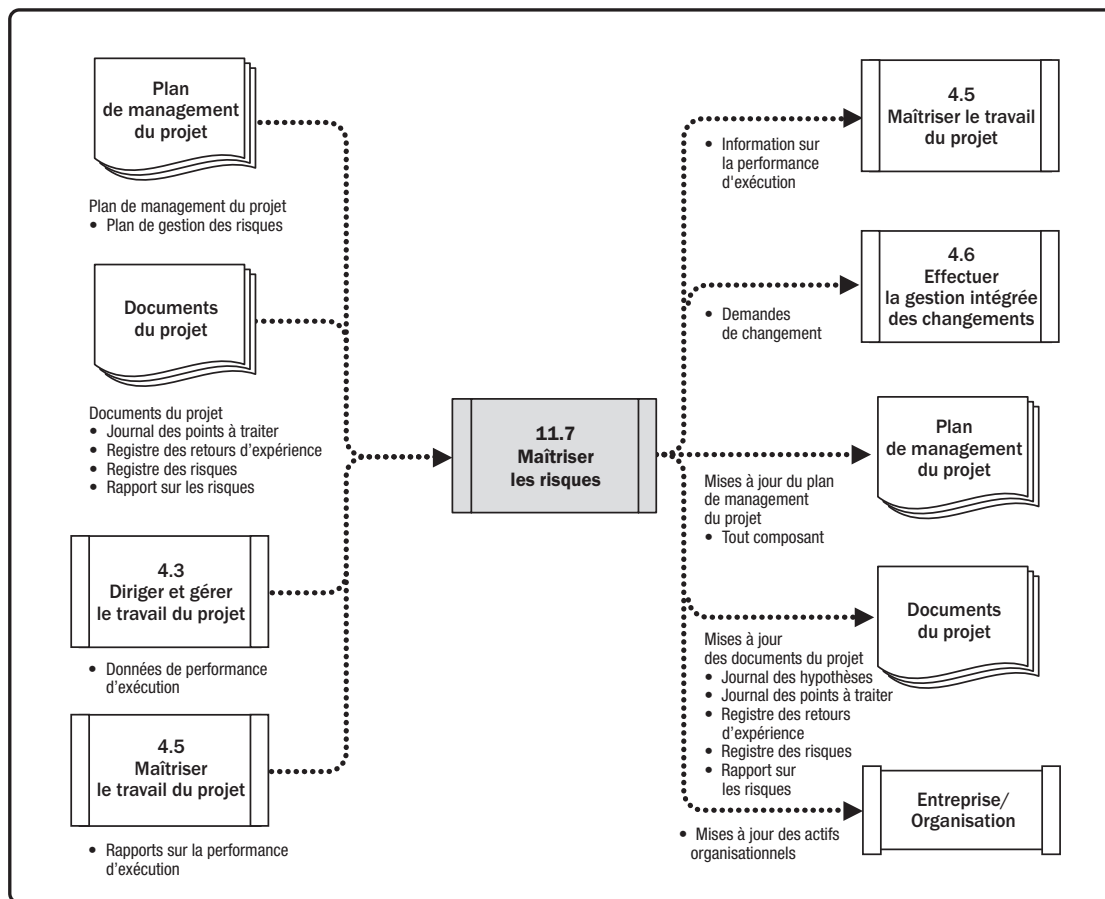 Plan
de management
du projet
Plan de management du projet
• Plan de gestion des risques
Documents
du projet
Documents du projet
• Journal des points à traiter
• Registre des retours d’expérience
• Registre des risques
• Rapport sur les risques
4.3
Diriger et gérer
le travail du projet
• Données de performance
d’exécution
4.5
Maîtriser
le travail du projet
• Rapports sur la performance
d’exécution
11.7
Maîtriser
les risques
4.5
Maîtriser le travail
du projet
• Information sur
la performance
d'exécution
4.6
Effectuer
la gestion intégrée
des changements
• Demandes
de changement
Plan
de management
du projet
Mises à jour du plan
de management
du projet
• Tout composant
Documents
du projet
Mises à jour
des documents du projet
• Journal des hypothèses
• Journal des points à traiter
• Registre des retours
d’expérience
• Registre des risques
• Rapport sur
les risques
Entreprise/
Organisation
• Mises à jour des actifs
organisationnels